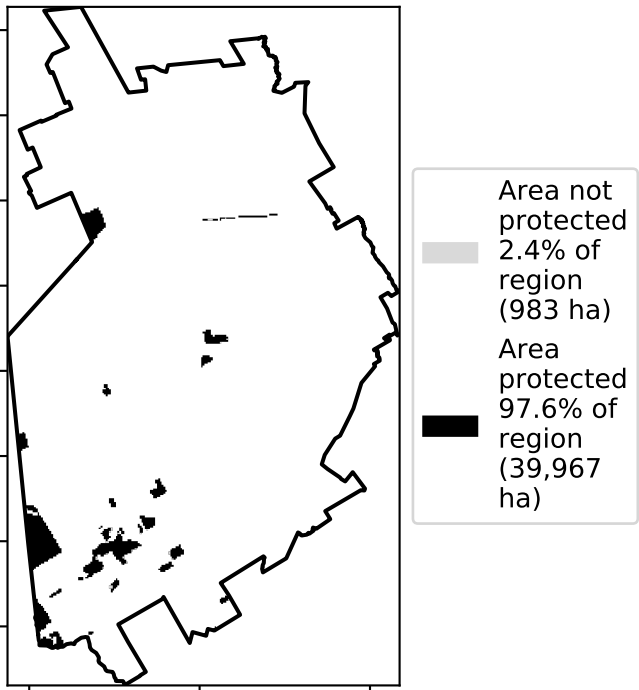 Area not
protected
2.4% of
region
(983 ha)
Area
protected
97.6% of
region
(39,967
ha)